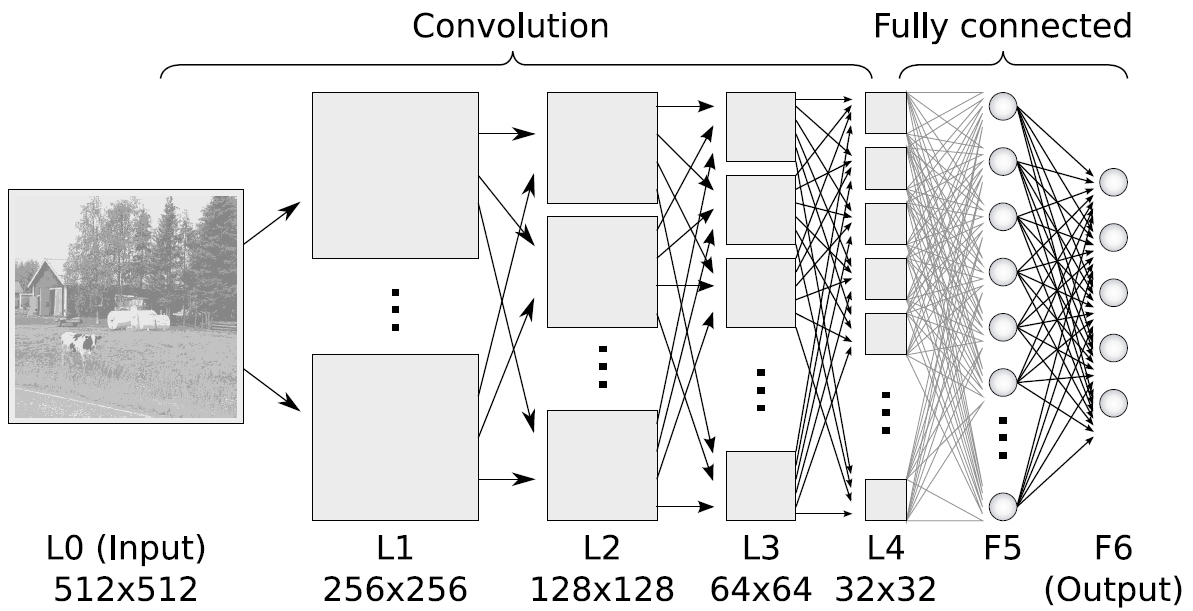 Convolution
Fully connected
L0 (Input)
512x512
L1
256x256
L2
128x128
L3
64x64
L4
32x32
F5
F6
(Output)